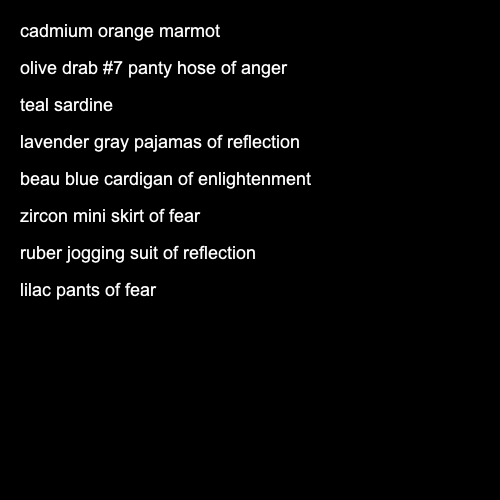 cadmium orange marmot
olive drab #7 panty hose of anger
teal sardine
lavender gray pajamas of reflection
beau blue cardigan of enlightenment
zircon mini skirt of fear
ruber jogging suit of reflection
lilac pants of fear